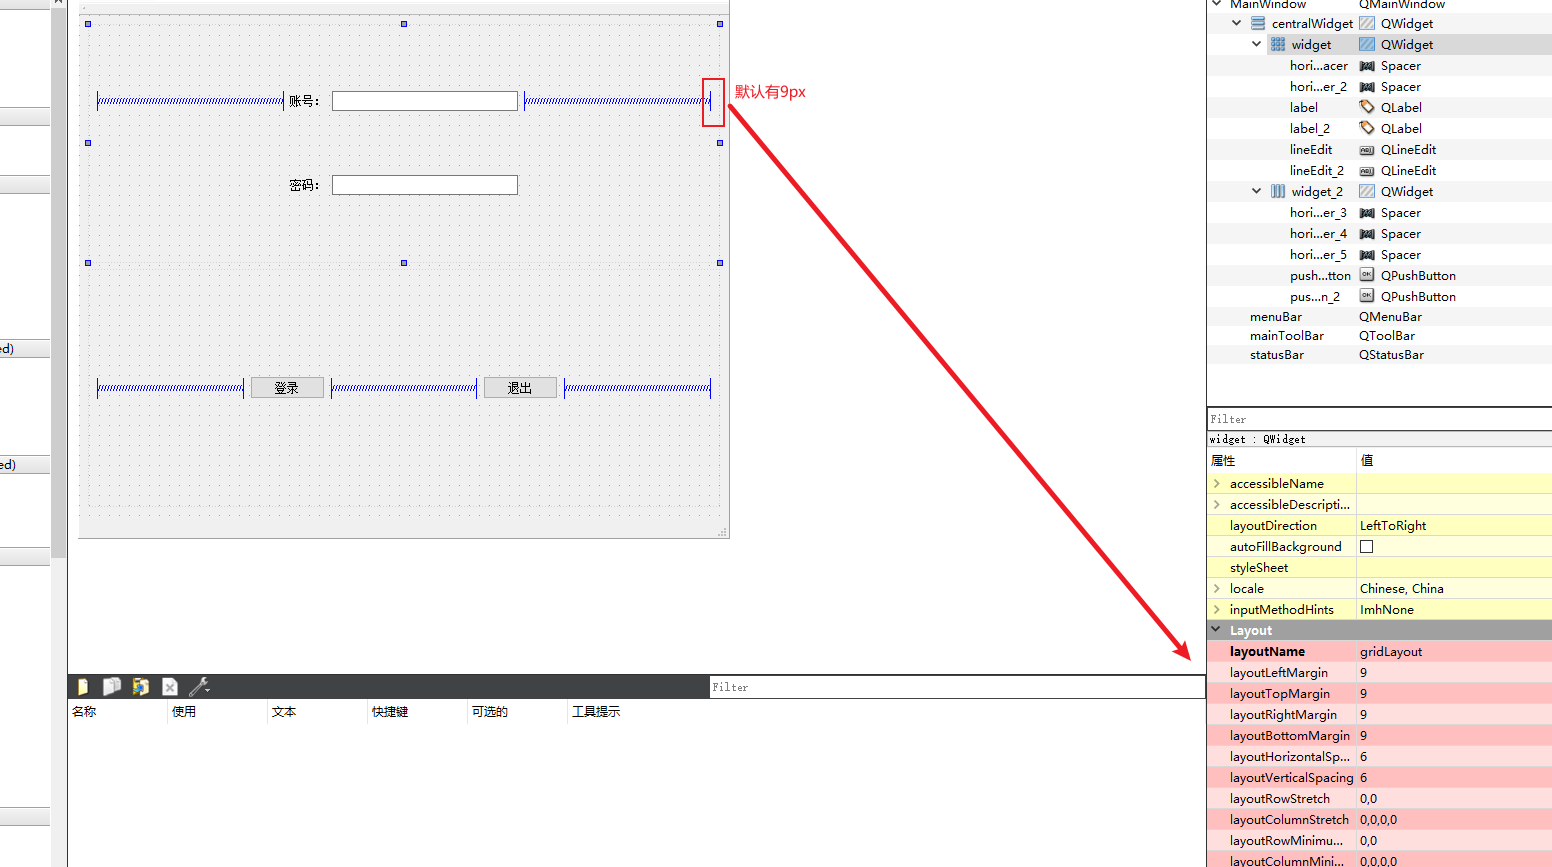 ed)
ed)
账号：
默认有9px
密码：
登录
退出
Filter
名称
使用
文本
快捷键
可选的
工具提示
MainWindow QMainWindow
centralWidget QWidget
widget QWidget
hori...acer Spacer
hori...er_2 Spacer
label QLabel
label_2 QLabel
lineEdit QLineEdit
lineEdit_2 QLineEdit
widget_2 QWidget
hori...er_3 Spacer
hori...er_4 Spacer
hori...er_5 Spacer
push...tton QPushButton
pus...n_2 QPushButton
menuBar QMenuBar
mainToolBar QToolBar
statusBar QStatusBar
Filter
widget : QWidget
属性 值
accessibleName
accessibleDescripti...
layoutDirection LeftToRight
autoFillBackground
styleSheet
locale Chinese, China
inputMethodHints ImhNone
Layout
layoutName gridLayout
layoutLeftMargin 9
layoutTopMargin 9
layoutRightMargin 9
layoutBottomMargin 9
layoutHorizontalSp... 6
layoutVerticalSpacing 6
layoutRowStretch 0,0
layoutColumnStretch 0,0,0,0
layoutRowMinimu... 0,0
layoutColumnMini... 0,0,0,0